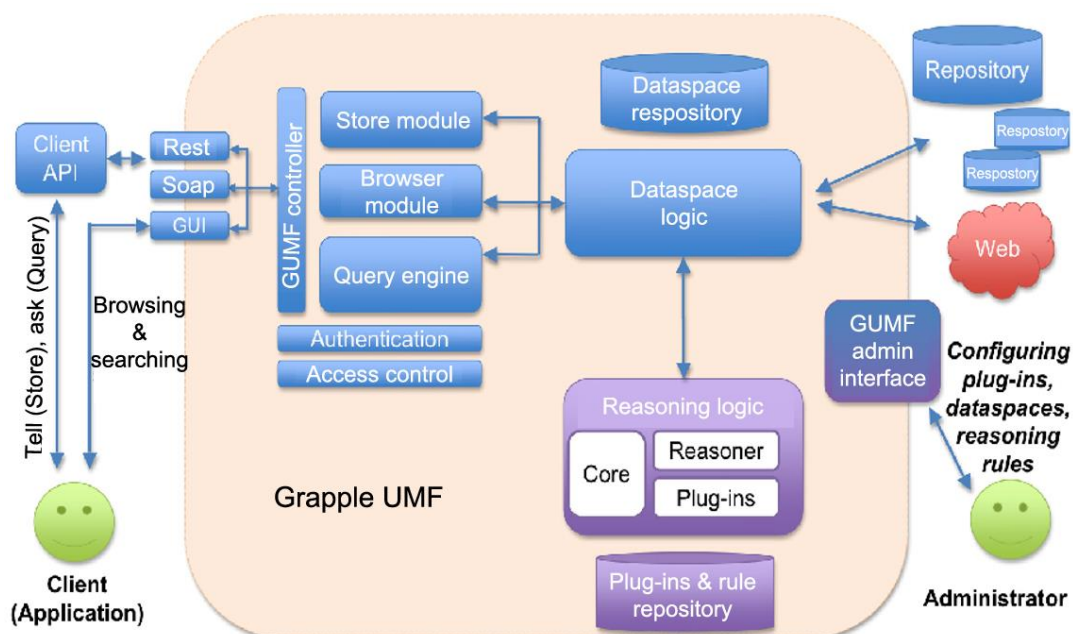 Client
API
Tell (Store), ask (Query)
Browsing
&
searching
Client
(Application)
Rest
Soap
GUI
GUMF controller
Store module
Browser
module
Query engine
Authentication
Access control
Grapple UMF
Dataspace
respository
Dataspace
logic
Reasoning logic
Core
Reasoner
Plug-ins
Plug-ins & rule
repository
Repository
Respostory
Respostory
Web
GUMF
admin
interface
Configuring
plug-ins,
dataspaces,
reasoning
rules
Administrator